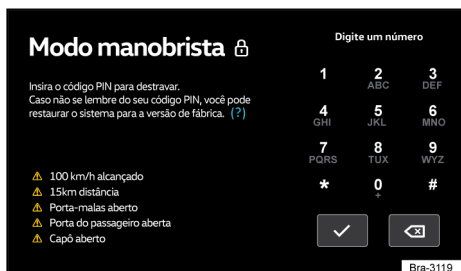 Modo manobrista
Insira o código PIN para destravar.
Caso não se lembre do seu código PIN, você pode
restaurar o sistema para a versão de fábrica. (?)
100 km/h alcançado
15km distância
Porta-malas aberto
Porta do passageiro aberta
Capô aberto
Digite um número
1 2 3
ABC DEF
4 5 6
GHI JKL MNO
7 8 9
PQRS TUX WYZ
* 0 #
+
Bra-3119